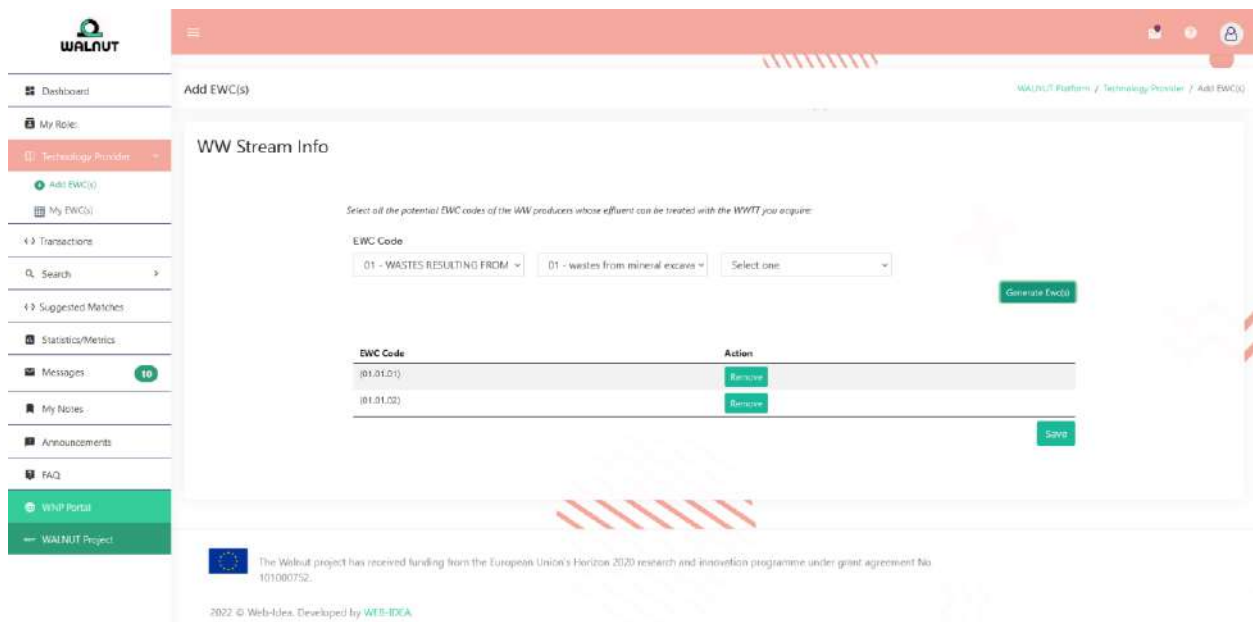 WALNUT
Dashboard
My Role:
Technology Provider
Add EWC(s)
My EWC(s)
Transactions
Search
Suggested Matches
Statistics/Metrics
Messages 10
My Notes
Announcements
FAQ
WNP Portal
WALNUT Project
Add EWC(s)
WALNUT Platform / Technology Provider / Add EWC(s)
WW Stream Info
Select all the potential EWC codes of the WW producers whose effluent can be treated with the WWTT you acquire:
EWC Code
01 - WASTES RESULTING FROM
01 - wastes from mineral excava
Select one
Generate Ewc(s)
EWC Code Action
(01.01.01) Remove
(01.01.02) Remove
Save
The Walnut project has received funding from the European Union's Horizon 2020 research and innovation programme under grant agreement No
101000752.
2022 © Web-Idea. Developed by WEB-IDEA